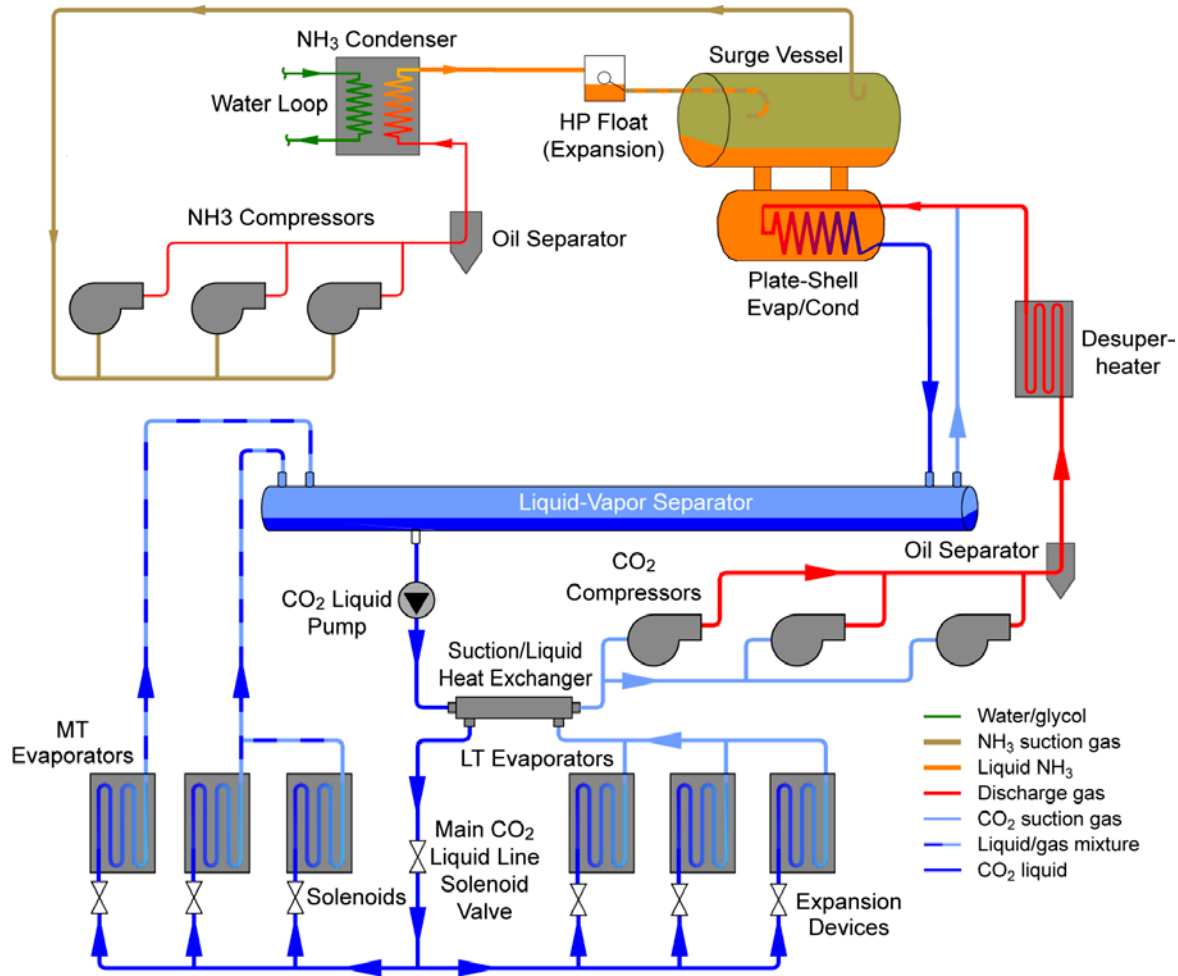 NH₃ Condenser
Surge Vessel
Water Loop
HP Float
(Expansion)
NH3 Compressors
Oil Separator
Plate-Shell
Evap/Cond
Desuper-
heater
Liquid-Vapor Separator
Oil Separator
CO₂
Compressors
CO₂ Liquid
Pump
Suction/Liquid
Heat Exchanger
MT
Evaporators
LT Evaporators
Main CO₂
Liquid Line
Solenoid
Valve
Solenoids
Expansion
Devices
Water/glycol
NH₃ suction gas
Liquid NH₃
Discharge gas
CO₂ suction gas
Liquid/gas mixture
CO₂ liquid